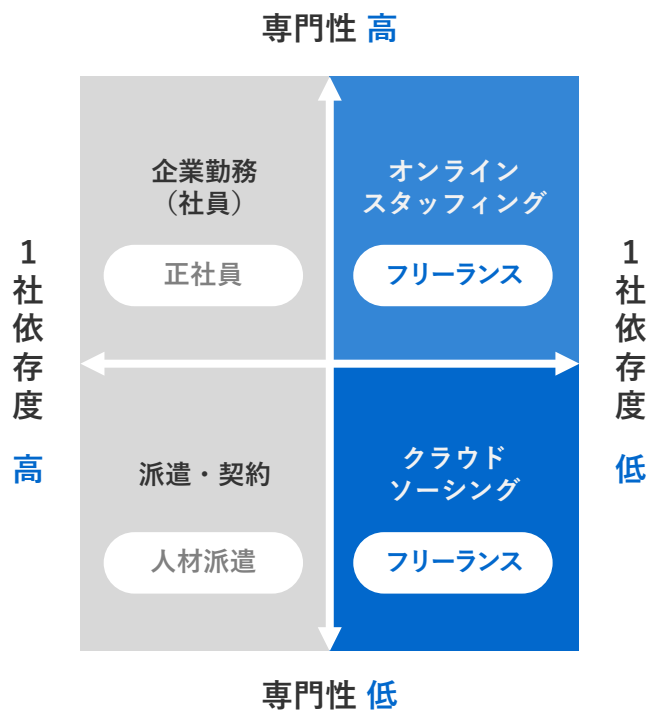 専門性 高
企業勤務
（社員）
正社員
オンライン
スタッフィング
フリーランス
1社依存度 高
1社依存度 低
派遣・契約
人材派遣
クラウド
ソーシング
フリーランス
専門性 低